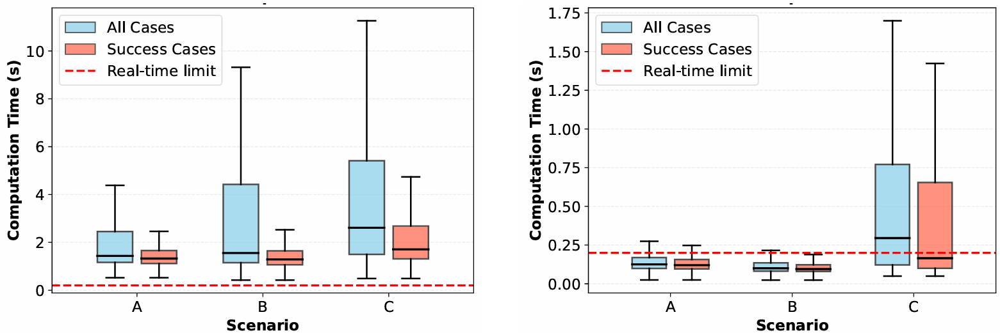 All Cases
Success Cases
Real-time limit
Computation Time (s)
10
8
6
4
2
0
A
B
C
Scenario
All Cases
Success Cases
Real-time limit
Computation Time (s)
1.75
1.50
1.25
1.00
0.75
0.50
0.25
0.00
A
B
C
Scenario